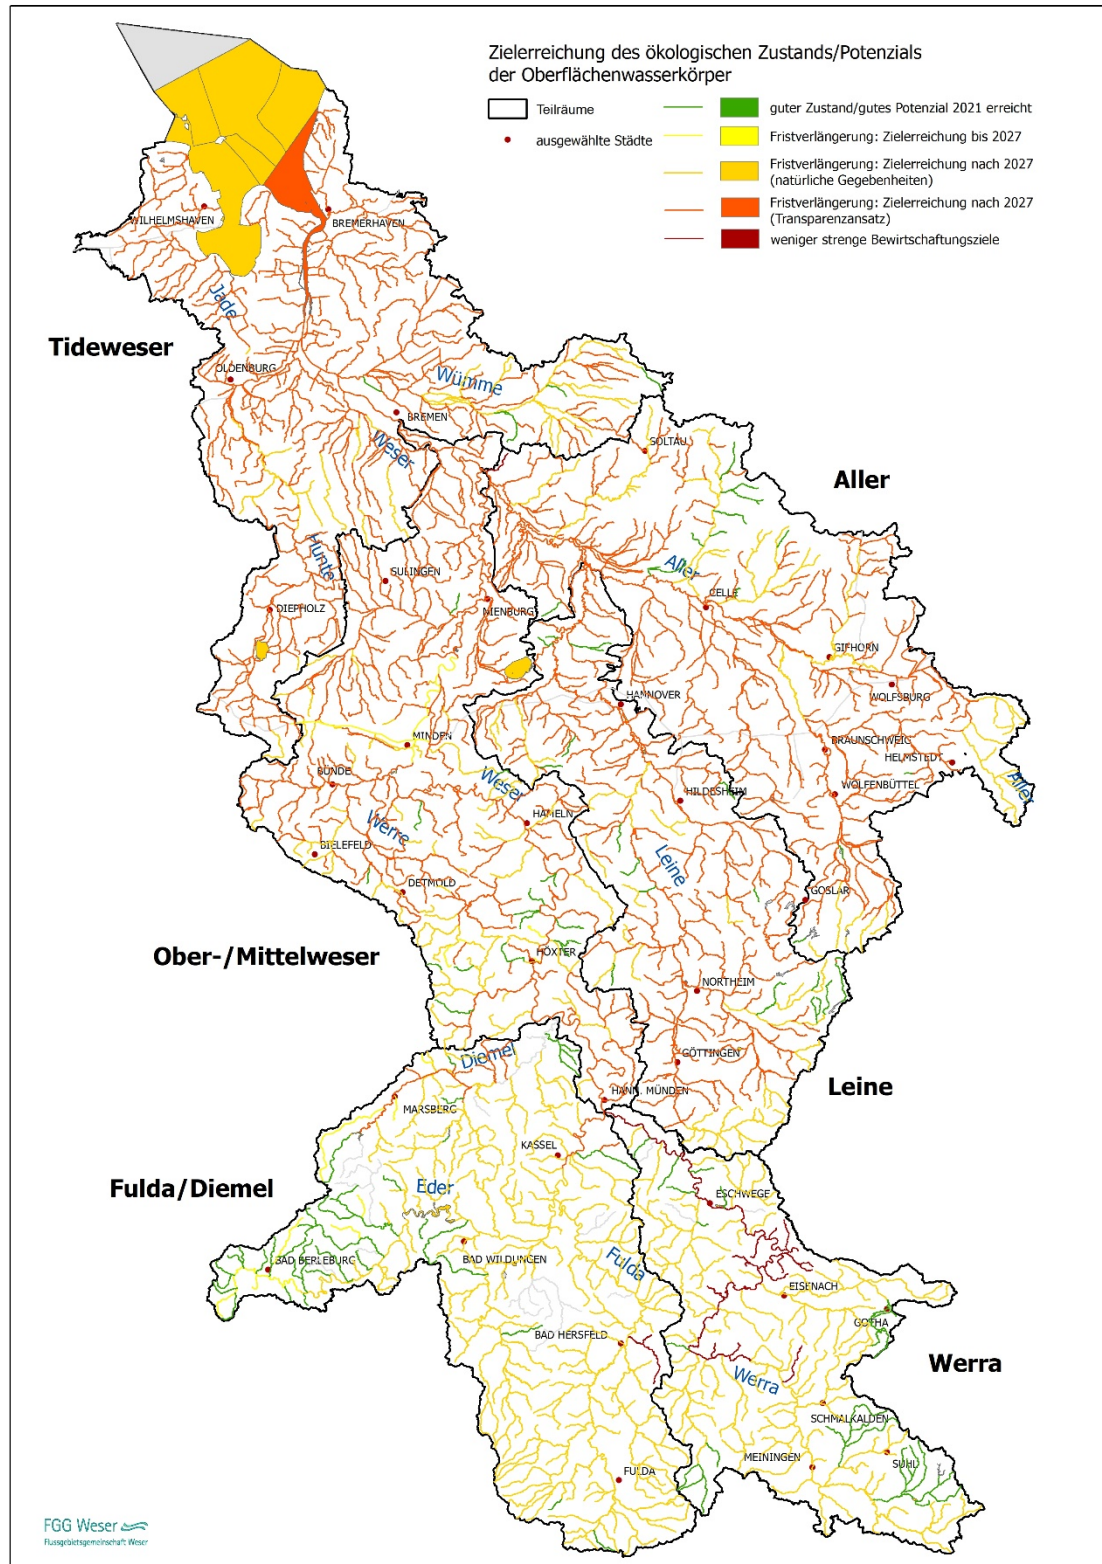 Zielerreichung des ökologischen Zustands/Potenzials
der Oberflächenwasserkörper
Teilräume
ausgewählte Städte
guter Zustand/gutes Potenzial 2021 erreicht
Fristverlängerung: Zielerreichung bis 2027
Fristverlängerung: Zielerreichung nach 2027
(natürliche Gegebenheiten)
Fristverlängerung: Zielerreichung nach 2027
(Transparenzansatz)
weniger strenge Bewirtschaftungsziele
WILHELMSHAVEN
BREMERHAVEN
Jade
Tideweser
OLDENBURG
Wümme
BREMEN
Weser
SOLTAU
Aller
Hunte
SULINGEN
Aller
CELLE
DIEPHOLZ
NIENBURG
GIFHORN
WOLFSBURG
HANNOVER
MINDEN
BRAUNSCHWEIG
HELMSTEDT
BÜNDE
Weser
WOLFENBÜTTEL
Aller
HILDESHEIM
HAMELN
Werre
BIELEFELD
Leine
DETMOLD
GOSLAR
Ober-/Mittelweser
HÖXTER
NORTHEIM
Diemel
GÖTTINGEN
Leine
HANN. MÜNDEN
MARSBERG
KASSEL
Fulda/Diemel
Eder
ESCHWEGE
BAD BERLEBURG
BAD WILDUNGEN
Fulda
EISENACH
GOTHA
BAD HERSFELD
Werra
Werra
SCHMALKALDEN
MEININGEN
SUHL
FULDA
FGG Weser
Flussgebietsgemeinschaft Weser